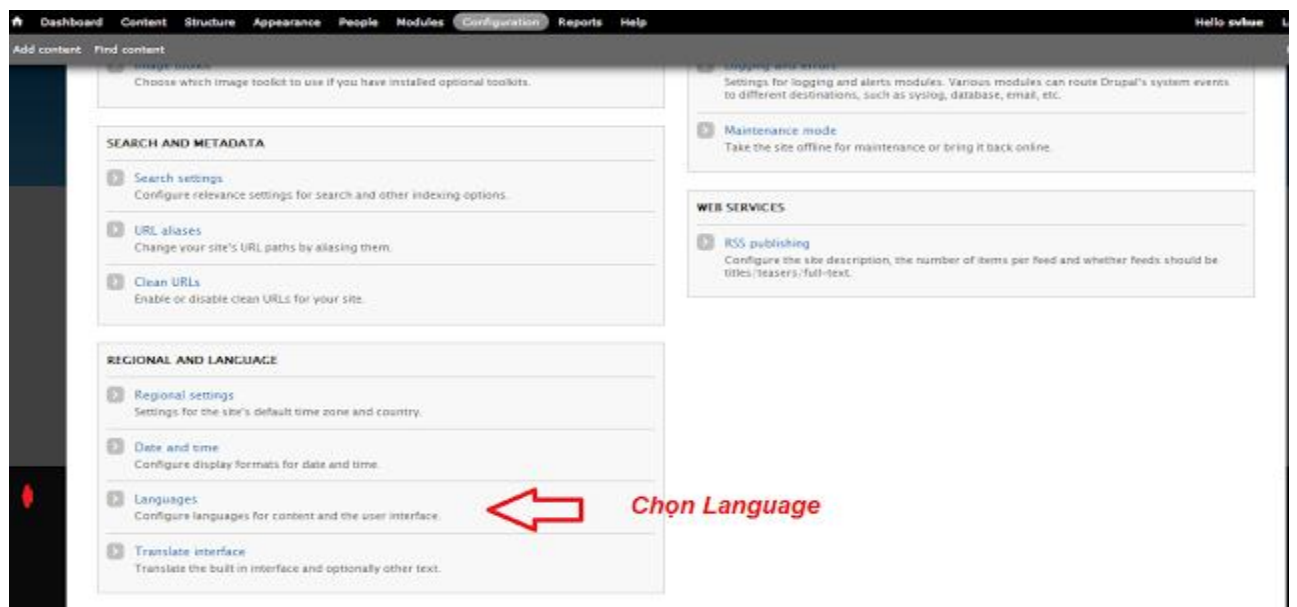 Dashboard Content Structure Appearance People Modules Configuration Reports Help Hello svhue
Add content Find content
Image toolkit
Choose which image toolkit to use if you have installed optional toolkits.
SEARCH AND METADATA
Search settings
Configure relevance settings for search and other indexing options.
URL aliases
Change your site's URL paths by aliasing them.
Clean URLs
Enable or disable clean URLs for your site.
REGIONAL AND LANGUAGE
Regional settings
Settings for the site's default time zone and country.
Date and time
Configure display formats for date and time.
Languages
Configure languages for content and the user interface.
Translate interface
Translate the built in interface and optionally other text.
Chọn Language
Logging and errors
Settings for logging and alerts modules. Various modules can route Drupal's system events
to different destinations, such as syslog, database, email, etc.
Maintenance mode
Take the site offline for maintenance or bring it back online.
WEB SERVICES
RSS publishing
Configure the site description, the number of items per feed and whether feeds should be
titles/teasers/full-text.